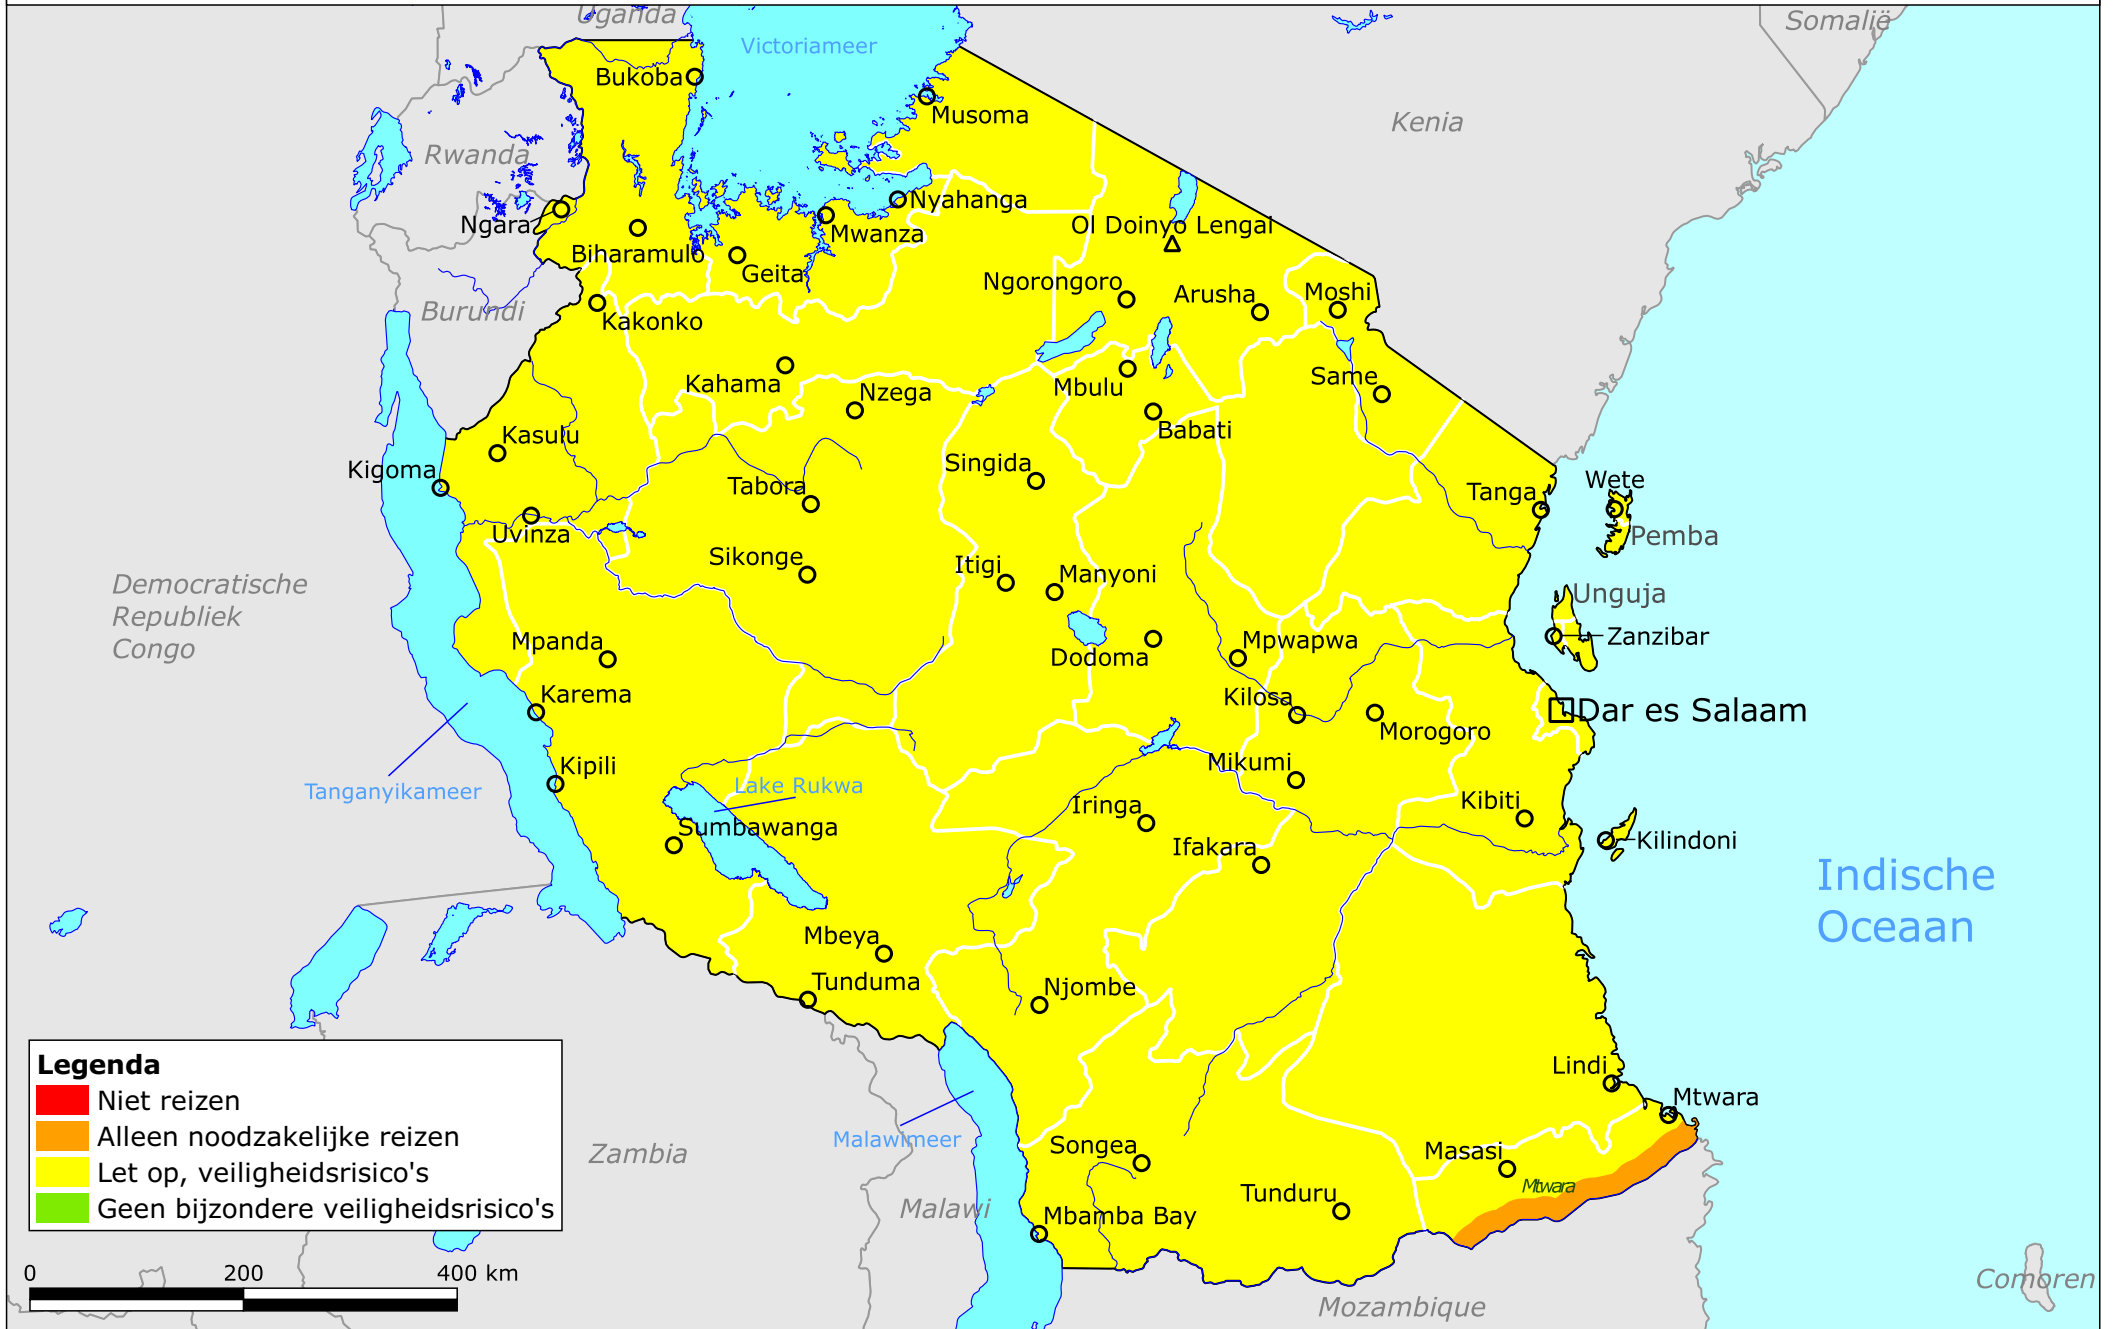 Uganda
Somalië
Victoriameer
Bukoba
Musoma
Kenia
Rwanda
Nyahanga
Ngara
Mwanza
Ol Doinyo Lengai
Biharamulo
Geita
Ngorongoro
Arusha
Moshi
Burundi
Kakonko
Kahama
Nzega
Mbulu
Same
Babati
Kasulu
Kigoma
Singida
Tabora
Tanga
Wete
Uvinza
Pemba
Sikonge
Itigi
Manyoni
Democratische
Republiek
Congo
Unguja
Mpanda
Dodoma
Mpwapwa
Zanzibar
Karema
Kilosa
Morogoro
Dar es Salaam
Kipili
Mikumi
Tanganyikameer
Lake Rukwa
Iringa
Kibiti
Sumbawanga
Ifakara
Kilindoni
Indische
Oceaan
Mbeya
Tunduma
Njombe
Legenda
Niet reizen
Alleen noodzakelijke reizen
Let op, veiligheidsrisico's
Geen bijzondere veiligheidsrisico's
Lindi
Mtwara
Malawimeer
Zambia
Songea
Masasi
Mtwara
Malawi
Tunduru
Mbamba Bay
0 200 400 km
Mozambique
Comoren